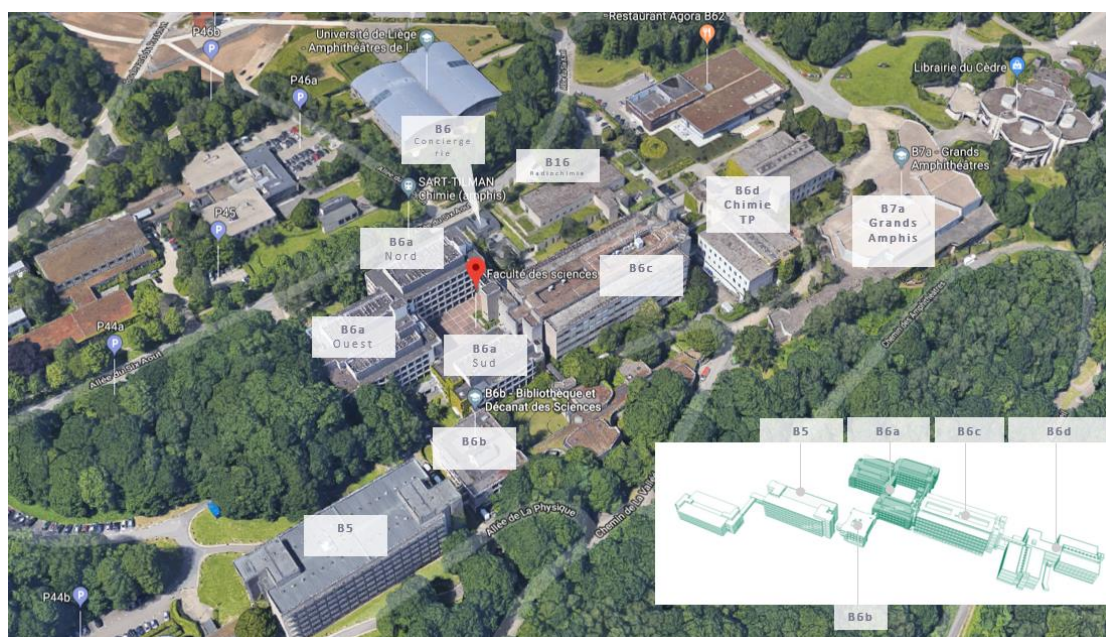 P46b
Université de Liège
- Amphithéâtres de l...
Restaurant Agora B62
P46a
Librairie du Cèdre
B6
Concierge
rie
B16
Radiochimie
B7a - Grands
Amphithéâtres
SART-TILMAN
Chimie (amphis)
B6d
Chimie
TP
P45
B7a
Grands
Amphis
B6a
Nord
Faculté des sciences
B6c
B6a
Ouest
B6a
Sud
P44a
Allée du Six Août
B6b - Bibliothèque et
Décanat des Sciences
B6b
B5
B6a
B6c
B6d
Allée de La Physique
B5
P44b
B6b